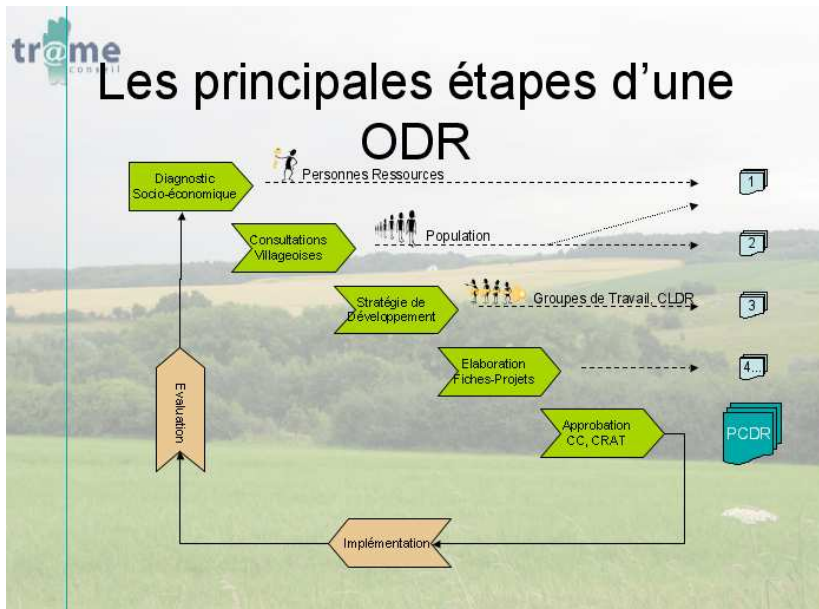 tr@me
conseil
Les principales étapes d'une
ODR
Diagnostic
Socio-économique
Personnes Ressources
1
Consultations
Villageoises
Population
2
Stratégie de
Développement
Groupes de Travail, CLDR
3
Elaboration
Fiches-Projets
4...
Approbation
CC, CRAT
PCDR
Evaluation
Implémentation